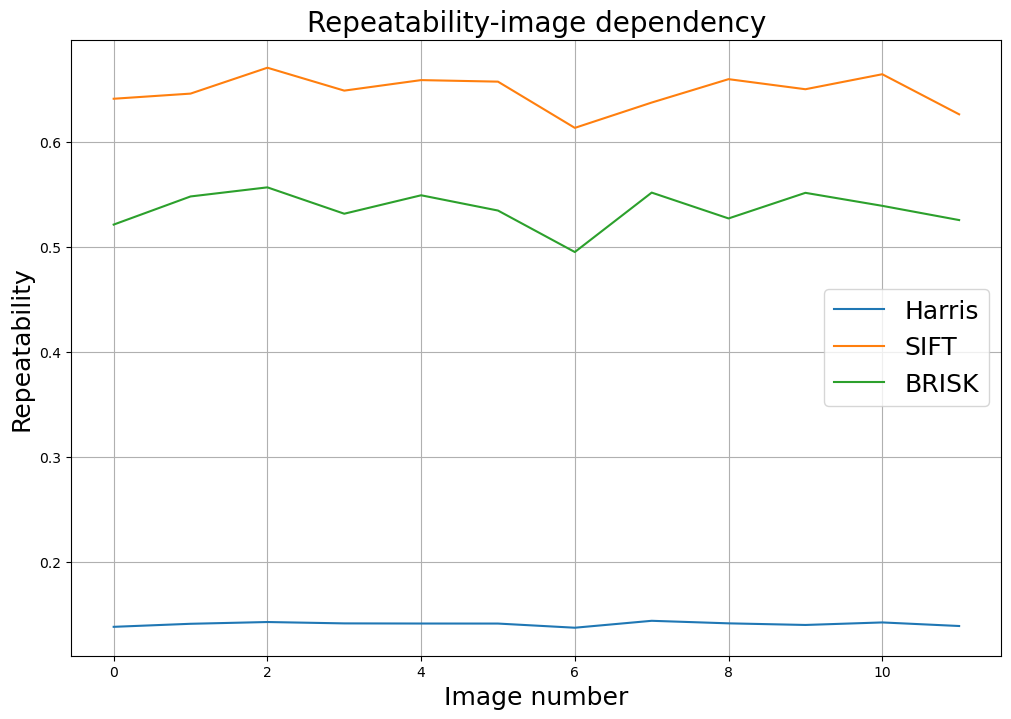 Repeatability-image dependency
Repeatability
0.6
0.5
0.4
0.3
0.2
Harris
SIFT
BRISK
0 2 4 6 8 10
Image number